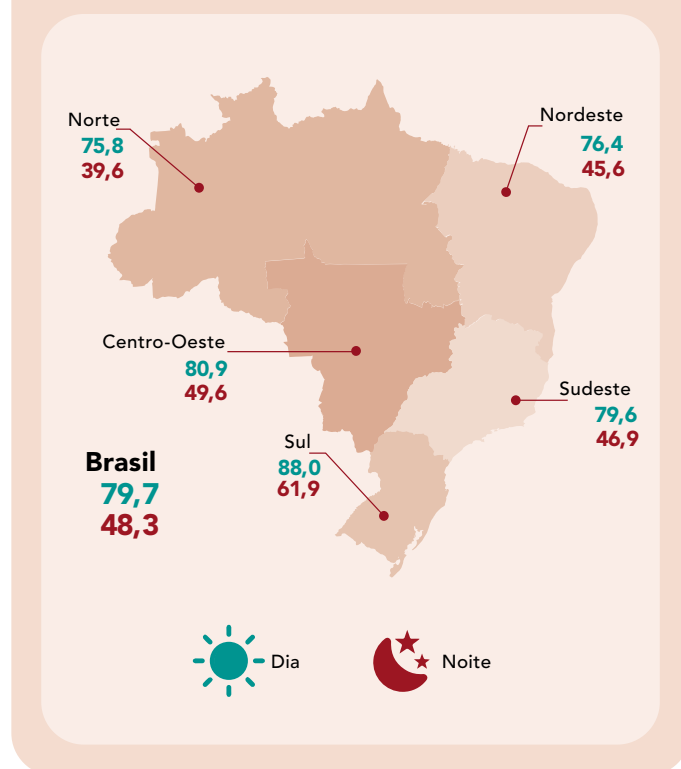 Norte
75,8
39,6
Nordeste
76,4
45,6
Centro-Oeste
80,9
49,6
Sudeste
79,6
46,9
Sul
88,0
61,9
Brasil
79,7
48,3
Dia
Noite